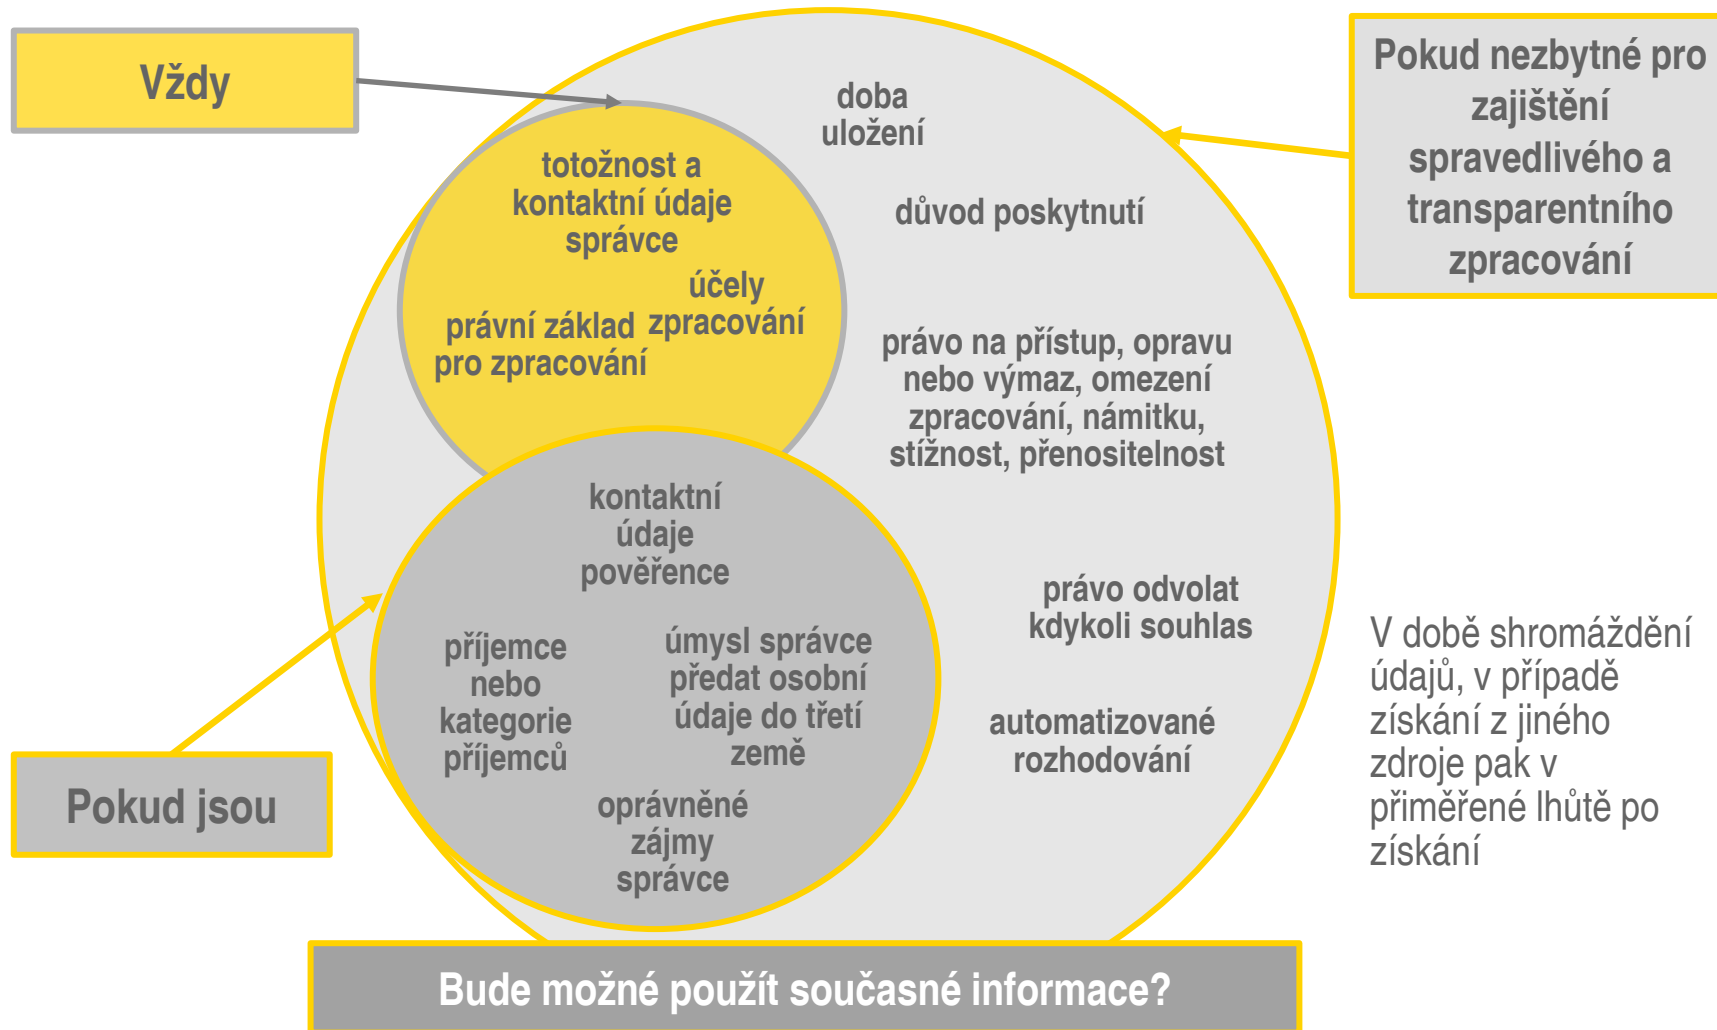 Vždy
totožnost a
kontaktní údaje
správce
účely
zpracování
právní základ
pro zpracování
doba
uložení
důvod poskytnutí
právo na přístup, opravu
nebo výmaz, omezení
zpracování, námitku,
stížnost, přenositelnost
právo odvolat
kdykoli souhlas
automatizované
rozhodování
Pokud nezbytné pro
zajištění
spravedlivého a
transparentního
zpracování
kontaktní
údaje
pověřence
příjemce
nebo
kategorie
příjemců
úmysl správce
předat osobní
údaje do třetí
země
oprávněné
zájmy
správce
Pokud jsou
V době shromáždění
údajů, v případě
získání z jiného
zdroje pak v
přiměřené lhůtě po
získání
Bude možné použít současné informace?